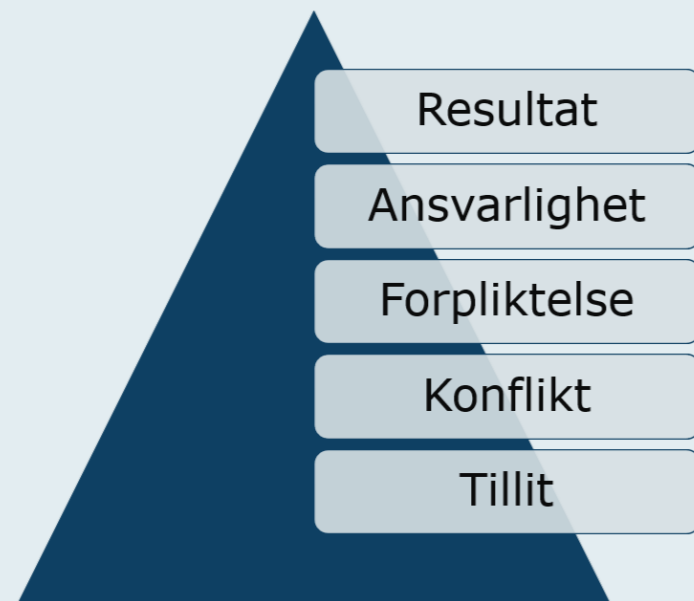 Resultat
Ansvarlighet
Forpliktelse
Konflikt
Tillit